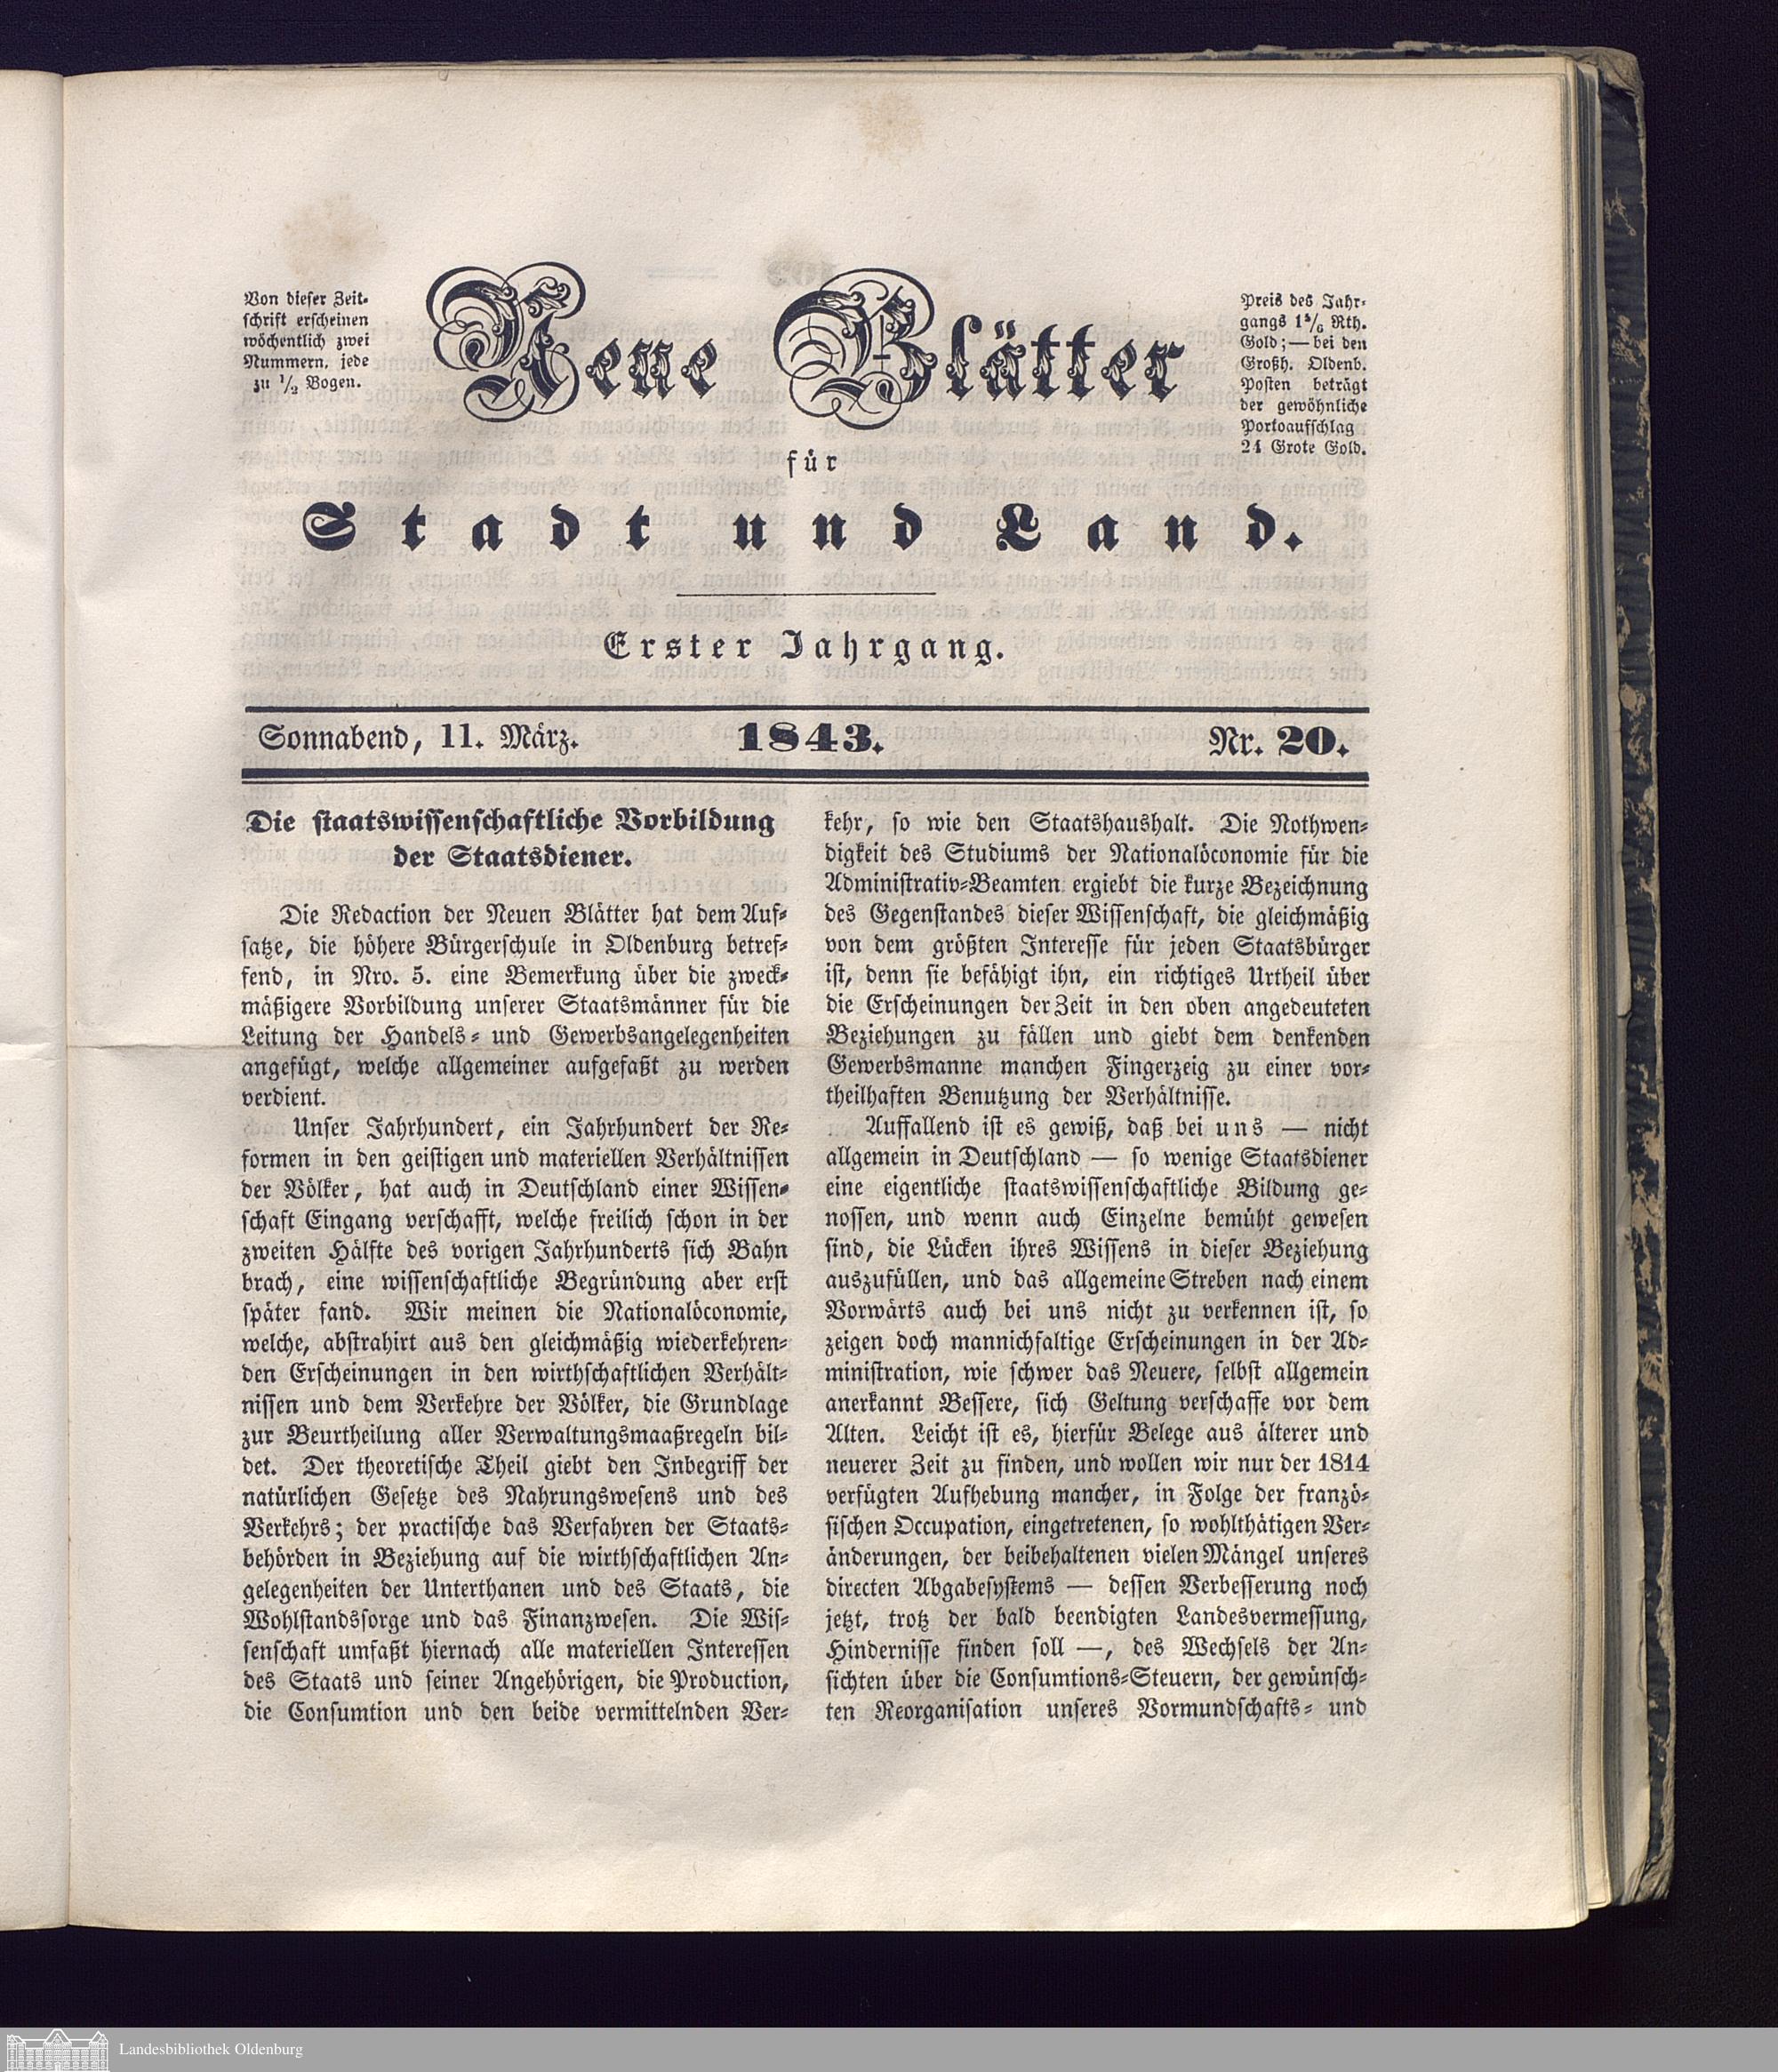 Von dieser Zeit-
schrift erscheinen
wöchentlich zwei
Nummern, jede
zu 1/2 Bogen.
Neue Blätter
Preis des Jahr-
gangs 1 5/6 Rth.
Gold; — bei den
Großh. Oldenb.
Posten beträgt
der gewöhnliche
Portoaufschlag
24 Grote Gold.
für
Stadt und Land.
Erster Jahrgang.
Sonnabend, 11. März. 1843. Nr. 20.
Die staatswissenschaftliche Vorbildung
der Staatsdiener.
Die Redaction der Neuen Blätter hat dem Auf-
satze, die höhere Bürgerschule in Oldenburg betref-
fend, in Nro. 5. eine Bemerkung über die zweck-
mäßigere Vorbildung unserer Staatsmänner für die
Leitung der Handels- und Gewerbsangelegenheiten
angefügt, welche allgemeiner aufgefaßt zu werden
verdient.
Unser Jahrhundert, ein Jahrhundert der Re-
formen in den geistigen und materiellen Verhältnissen
der Völker, hat auch in Deutschland einer Wissen-
schaft Eingang verschafft, welche freilich schon in der
zweiten Hälfte des vorigen Jahrhunderts sich Bahn
brach, eine wissenschaftliche Begründung aber erst
später fand. Wir meinen die Nationalöconomie,
welche, abstrahirt aus den gleichmäßig wiederkehren-
den Erscheinungen in den wirthschaftlichen Verhält-
nissen und dem Verkehre der Völker, die Grundlage
zur Beurtheilung aller Verwaltungsmaaßregeln bil-
det. Der theoretische Theil giebt den Inbegriff der
natürlichen Gesetze des Nahrungswesens und des
Verkehrs; der practische das Verfahren der Staats-
behörden in Beziehung auf die wirthschaftlichen An-
gelegenheiten der Unterthanen und des Staats, die
Wohlstandssorge und das Finanzwesen. Die Wis-
senschaft umfaßt hiernach alle materiellen Interessen
des Staats und seiner Angehörigen, die Production,
die Consumtion und den beide vermittelnden Ver-
kehr, so wie den Staatshaushalt. Die Nothwen-
digkeit des Studiums der Nationalöconomie für die
Administrativ-Beamten ergiebt die kurze Bezeichnung
des Gegenstandes dieser Wissenschaft, die gleichmäßig
von dem größten Interesse für jeden Staatsbürger
ist, denn sie befähigt ihn, ein richtiges Urtheil über
die Erscheinungen der Zeit in den oben angedeuteten
Beziehungen zu fällen und giebt dem denkenden
Gewerbsmanne manchen Fingerzeig zu einer vor-
theilhaften Benutzung der Verhältnisse.
Auffallend ist es gewiß, daß bei uns — nicht
allgemein in Deutschland — so wenige Staatsdiener
eine eigentliche staatswissenschaftliche Bildung ge-
nossen, und wenn auch Einzelne bemüht gewesen
sind, die Lücken ihres Wissens in dieser Beziehung
auszufüllen, und das allgemeine Streben nach einem
Vorwärts auch bei uns nicht zu verkennen ist, so
zeigen doch mannichfaltige Erscheinungen in der Ad-
ministration, wie schwer das Neuere, selbst allgemein
anerkannt Bessere, sich Geltung verschaffe vor dem
Alten. Leicht ist es, hierfür Belege aus älterer und
neuerer Zeit zu finden, und wollen wir nur der 1814
verfügten Aufhebung mancher, in Folge der franzö-
sischen Occupation, eingetretenen, so wohlthätigen Ver-
änderungen, der beibehaltenen vielen Mängel unseres
directen Abgabesystems — dessen Verbesserung noch
jetzt, trotz der bald beendigten Landesvermessung,
Hindernisse finden soll —, des Wechsels der An-
sichten über die Consumtions-Steuern, der gewünsch-
ten Reorganisation unseres Vormundschafts- und
Landesbibliothek Oldenburg